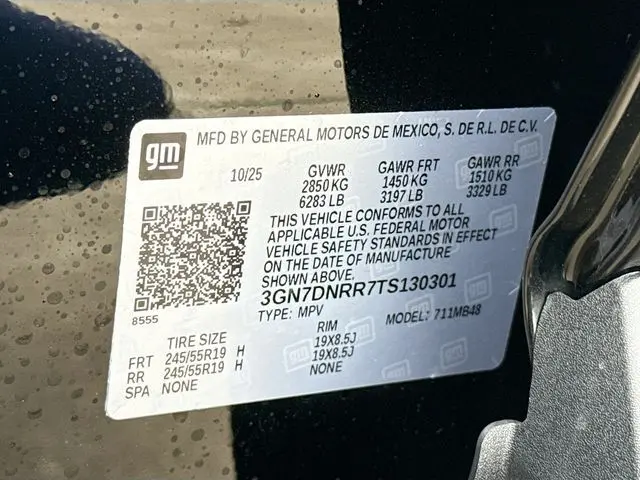 gm
MFD BY GENERAL MOTORS DE MEXICO, S. DE R.L. DE C.V.
10/25 GVWR GAWR FRT GAWR RR
2850 KG 1450 KG 1510 KG
6283 LB 3197 LB 3329 LB
THIS VEHICLE CONFORMS TO ALL
APPLICABLE U.S. FEDERAL MOTOR
VEHICLE SAFETY STANDARDS IN EFFECT
ON THE DATE OF MANUFACTURE
SHOWN ABOVE.
3GN7DNRR7TS130301
8555 TYPE: MPV MODEL: 711MB48
TIRE SIZE RIM
FRT 245/55R19 H 19X8.5J
RR 245/55R19 H 19X8.5J
SPA NONE NONE